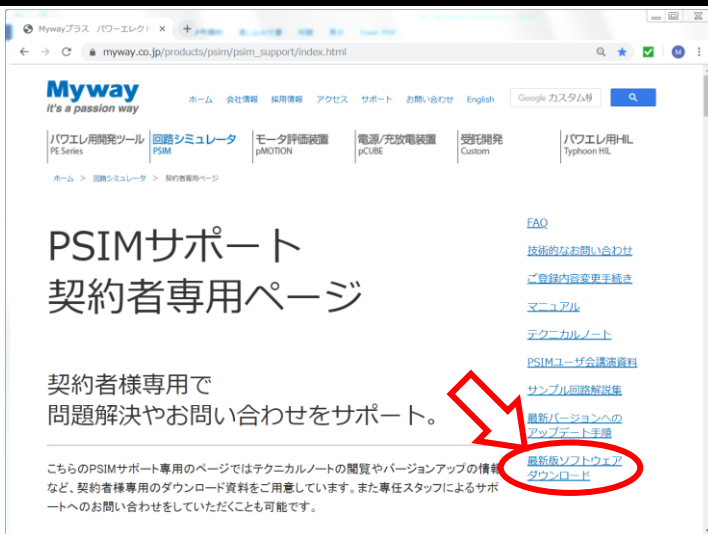 Mywayプラス パワーエレクト × +
myway.co.jp/products/psim/psim_support/index.html
M
Myway
it's a passion way
ホーム 会社情報 採用情報 アクセス サポート お問い合わせ English
Google カスタム検
パワエレ用開発ツール
PE Series
回路シミュレータ
PSIM
モータ評価装置
pMOTION
電源/充放電装置
pCUBE
受託開発
Custom
パワエレ用HIL
Typhoon HIL
ホーム > 回路シミュレータ > 契約者専用ページ
PSIMサポート
契約者専用ページ
契約者様専用で
問題解決やお問い合わせをサポート。
こちらのPSIMサポート専用のページではテクニカルノートの閲覧やバージョンアップの情報
など、契約者様専用のダウンロード資料をご用意しています。また専任スタッフによるサポ
ートへのお問い合わせをしていただくことも可能です。
FAQ
技術的なお問い合わせ
ご登録内容変更手続き
マニュアル
テクニカルノート
PSIMユーザ会講演資料
サンプル回路解説集
最新バージョンへの
アップデート手順
最新版ソフトウェア
ダウンロード